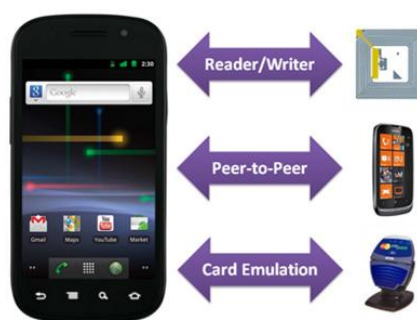 2:30
Google
Reader/Writer
Peer-to-Peer
Gmail
Maps
YouTube
Market
Card Emulation